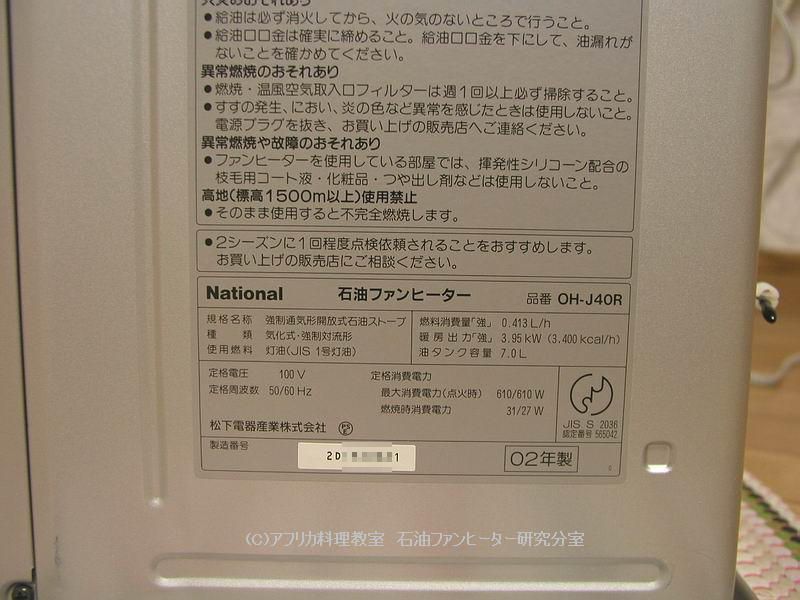 火災のおそれあり
●給油は必ず消火してから、火の気のないところで行うこと。
●給油口口金は確実に締めること。給油口口金を下にして、油漏れが
ないことを確かめてください。
異常燃焼のおそれあり
●燃焼・温風空気取入口フィルターは週1回以上必ず掃除すること。
●すすの発生、におい、炎の色など異常を感じたときは使用しないこと。
電源プラグを抜き、お買い上げの販売店へご連絡ください。
異常燃焼や故障のおそれあり
●ファンヒーターを使用している部屋では、揮発性シリコーン配合の
枝毛用コート液・化粧品・つや出し剤などは使用しないこと。
高地(標高1500m以上)使用禁止
●そのまま使用すると不完全燃焼します。
●2シーズンに1回程度点検依頼されることをおすすめします。
お買い上げの販売店にご相談ください。
National 石油ファンヒーター 品番 OH-J40R
規格名称 強制通気形開放式石油ストーブ
種類 気化式・強制対流形
使用燃料 灯油(JIS 1号灯油)
燃料消費量「強」 0.413 L/h
暖房出力「強」 3.95 kW (3,400 kcal/h)
油タンク容量 7.0 L
定格電圧 100 V
定格周波数 50/60 Hz
定格消費電力
最大消費電力(点火時) 610/610 W
燃焼時消費電力 31/27 W
JIS S 2036
認定番号 565042
松下電器産業株式会社 PSE
製造番号 2D 1
02年製
(C)アフリカ料理教室 石油ファンヒーター研究分室